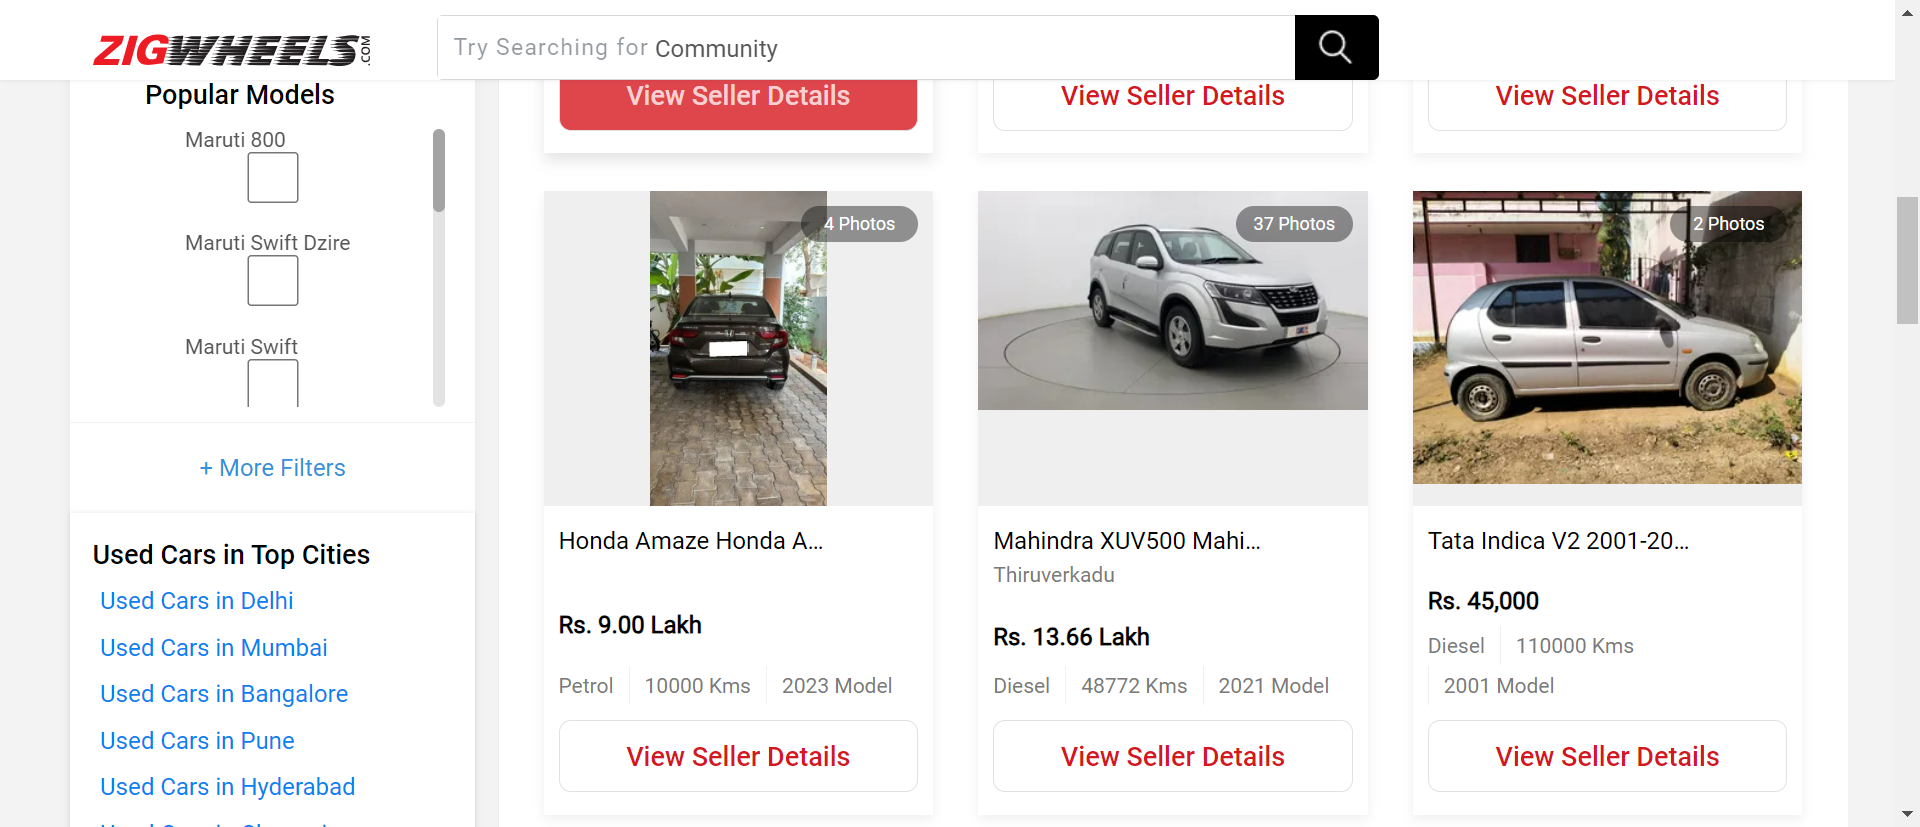 ZIGWHEELS.COM
Try Searching for Community
Popular Models
Maruti 800
Maruti Swift Dzire
Maruti Swift
+ More Filters
Used Cars in Top Cities
Used Cars in Delhi
Used Cars in Mumbai
Used Cars in Bangalore
Used Cars in Pune
Used Cars in Hyderabad
View Seller Details
View Seller Details
View Seller Details
4 Photos
Honda Amaze Honda A...
Rs. 9.00 Lakh
Petrol
10000 Kms
2023 Model
View Seller Details
37 Photos
Mahindra XUV500 Mahi...
Thiruverkadu
Rs. 13.66 Lakh
Diesel
48772 Kms
2021 Model
View Seller Details
2 Photos
Tata Indica V2 2001-20...
Rs. 45,000
Diesel
110000 Kms
2001 Model
View Seller Details